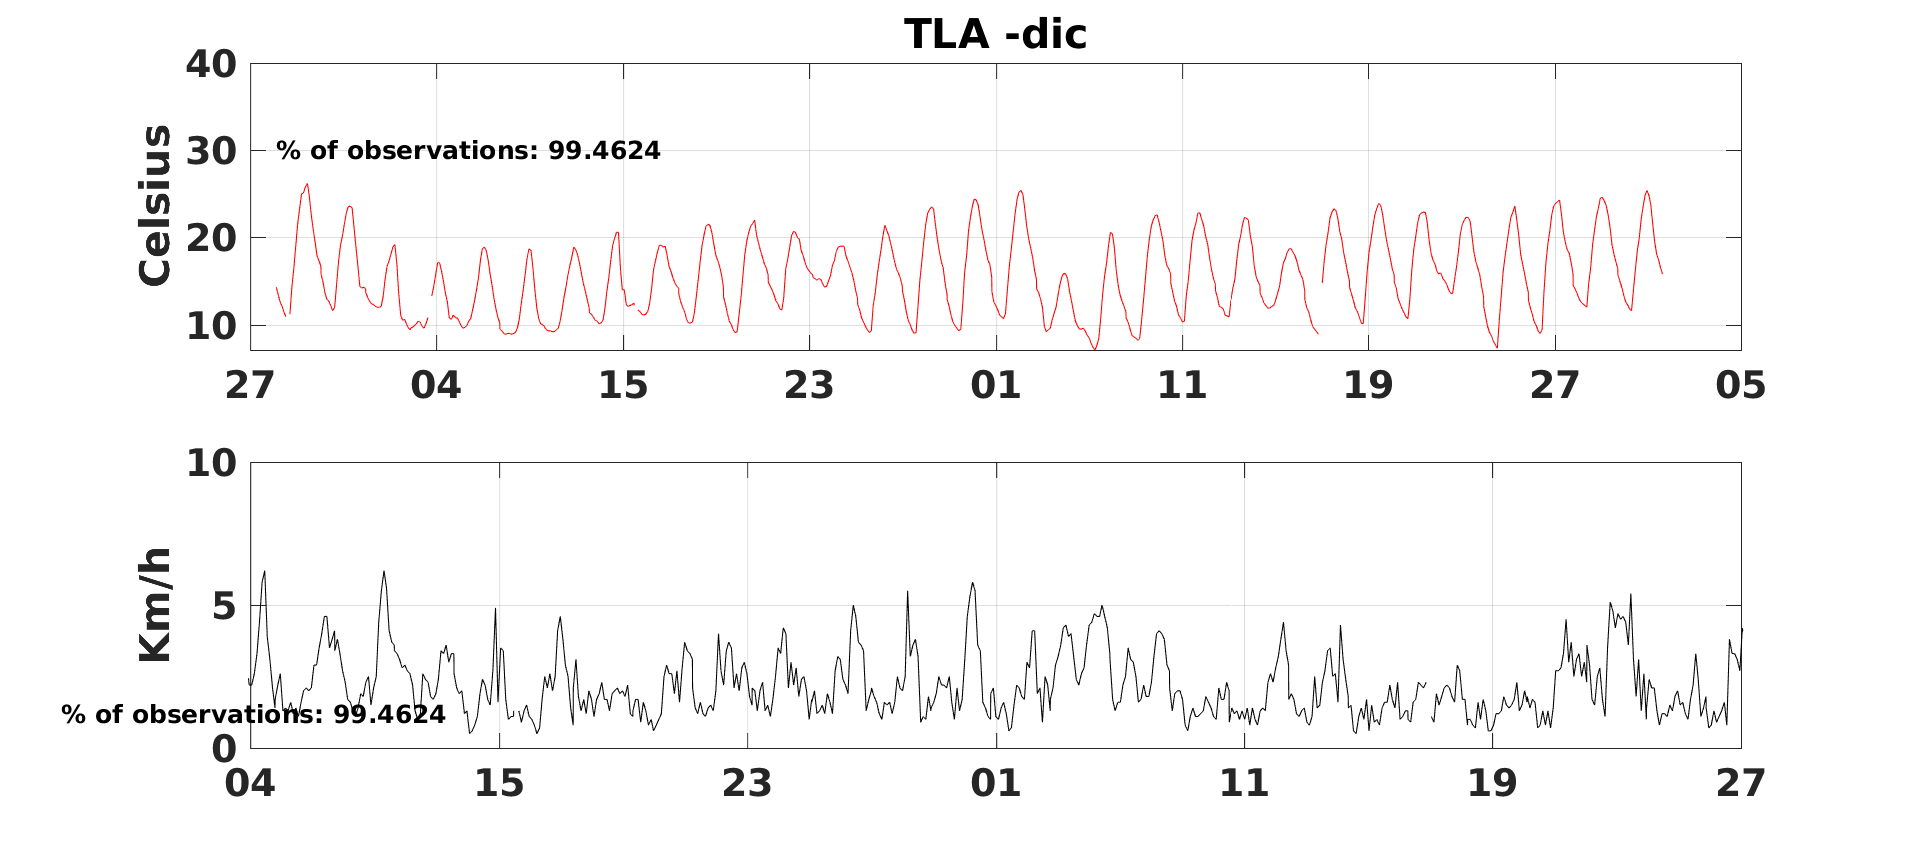 TLA -dic
40
30
20
10
Celsius
% of observations: 99.4624
27 04 15 23 01 11 19 27 05
10
5
0
Km/h
% of observations: 99.4624
04 15 23 01 11 19 27